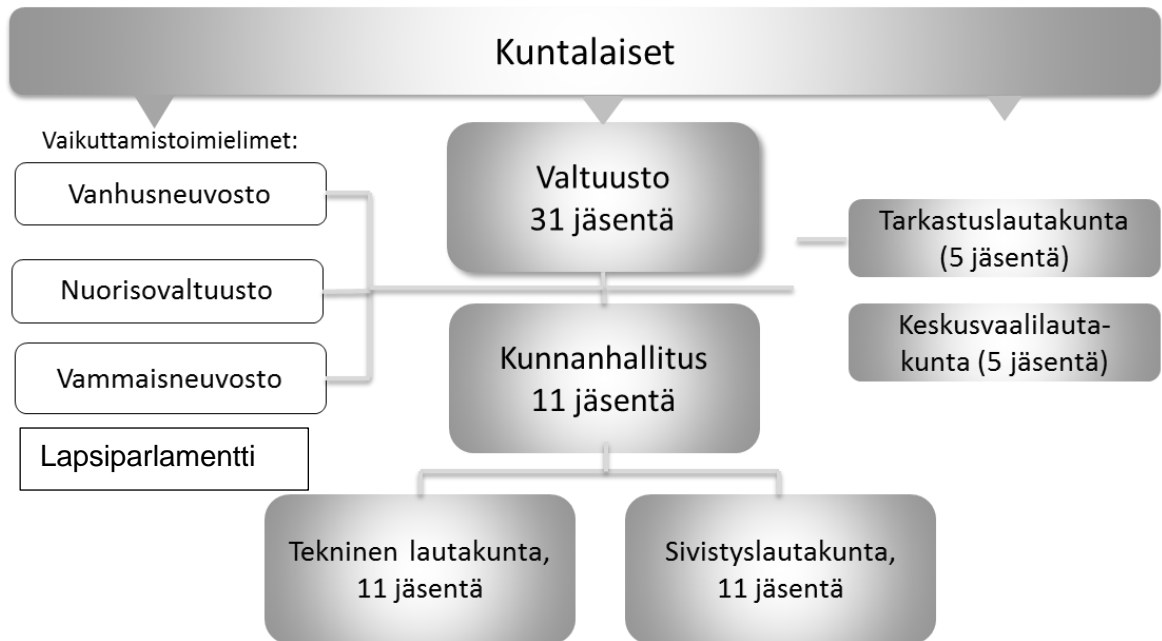 Kuntalaiset
Vaikuttamistoimielimet:
Vanhusneuvosto
Nuorisovaltuusto
Vammaisneuvosto
Lapsiparlamentti
Valtuusto
31 jäsentä
Kunnanhallitus
11 jäsentä
Tarkastuslautakunta
(5 jäsentä)
Keskusvaalilauta-
kunta (5 jäsentä)
Tekninen lautakunta,
11 jäsentä
Sivistyslautakunta,
11 jäsentä